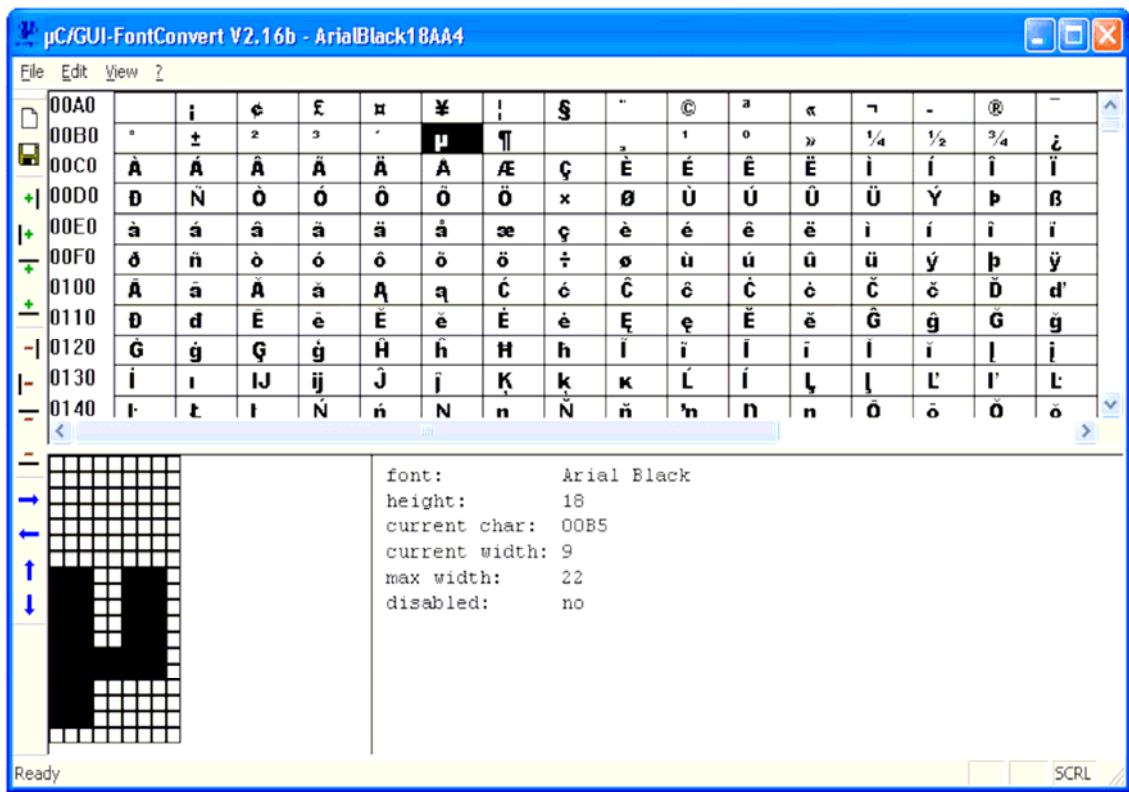 µC/GUI-FontConvert V2.16b - ArialBlack18AA4
File Edit View ?
00A0 ¡ ¢ £ ¤ ¥ ¦ § ¨ © ª « ¬ - ® ¯
00B0 ° ± ² ³ ´ µ ¶ ¸ ¹ º » ¼ ½ ¾ ¿
00C0 À Á Â Ã Ä Å Æ Ç È É Ê Ë Ì Í Î Ï
00D0 Ð Ñ Ò Ó Ô Õ Ö × Ø Ù Ú Û Ü Ý Þ ß
00E0 à á â ã ä å æ ç è é ê ë ì í î ï
00F0 ð ñ ò ó ô õ ö ÷ ø ù ú û ü ý þ ÿ
0100 Ā ā Ă ă Ą ą Ć ć Ĉ ĉ Ċ ċ Č č Ď ď
0110 Đ đ Ē ē Ĕ ĕ Ė ė Ę ę Ě ě Ĝ ĝ Ğ ğ
0120 Ġ ġ Ģ ģ Ĥ ĥ Ħ ħ Ĩ ĩ Ī ī Ĭ ĭ Į į
0130 İ ı IJ ij Ĵ ĵ Ķ ķ ĸ Ĺ ĺ Ļ ļ Ľ ľ Ŀ
0140 ŀ Ł ł Ń ń Ņ ņ Ň ň ŉ Ŋ ŋ Ō ō Ŏ ŏ
font: Arial Black
height: 18
current char: 00B5
current width: 9
max width: 22
disabled: no
µ
Ready
SCRL